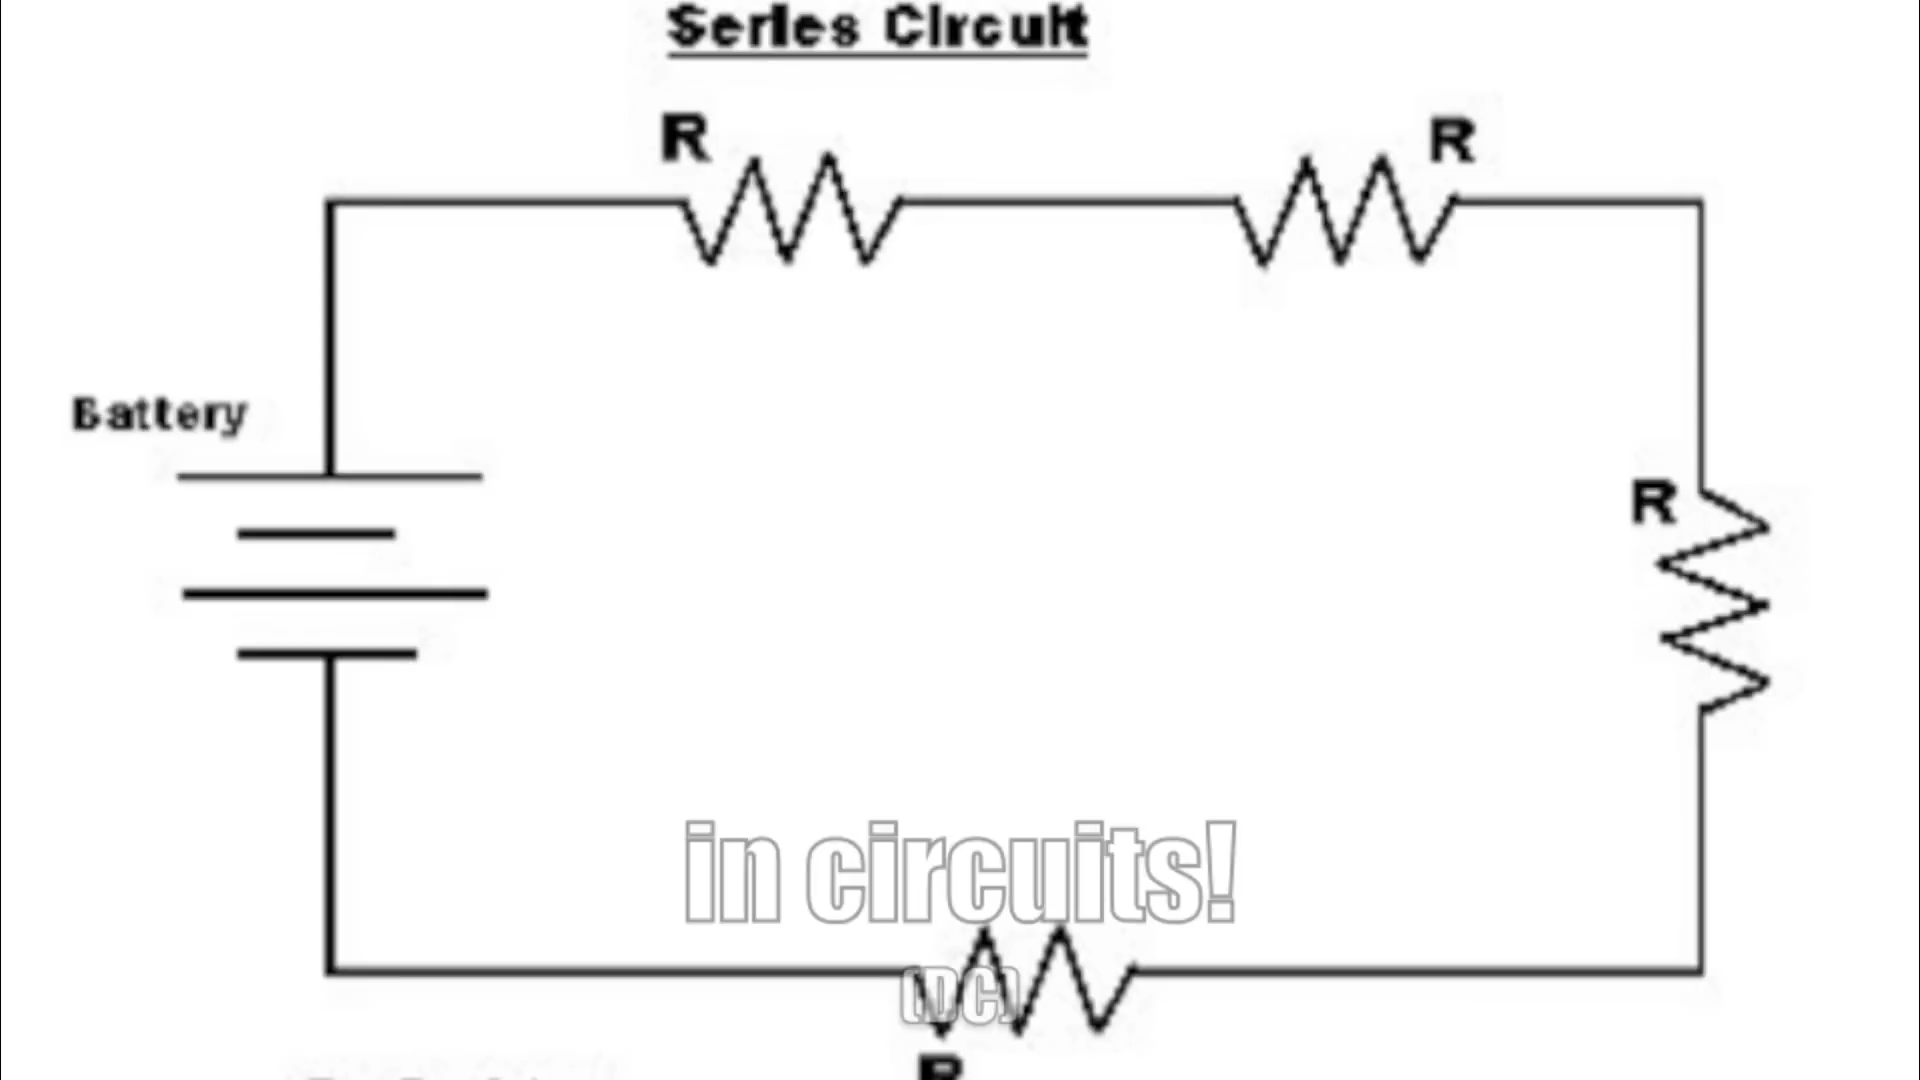 Series Circuit
R
R
Battery
R
in circuits!
(DC)
R